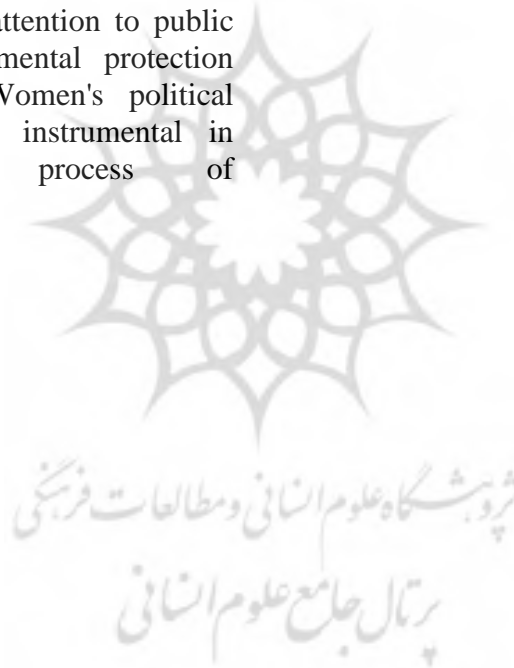 attention to public
mental protection
Women's political
instrumental in
process of
پژوهشگاه علوم انسانی و مطالعات فرهنگی
پرتال جامع علوم انسانی